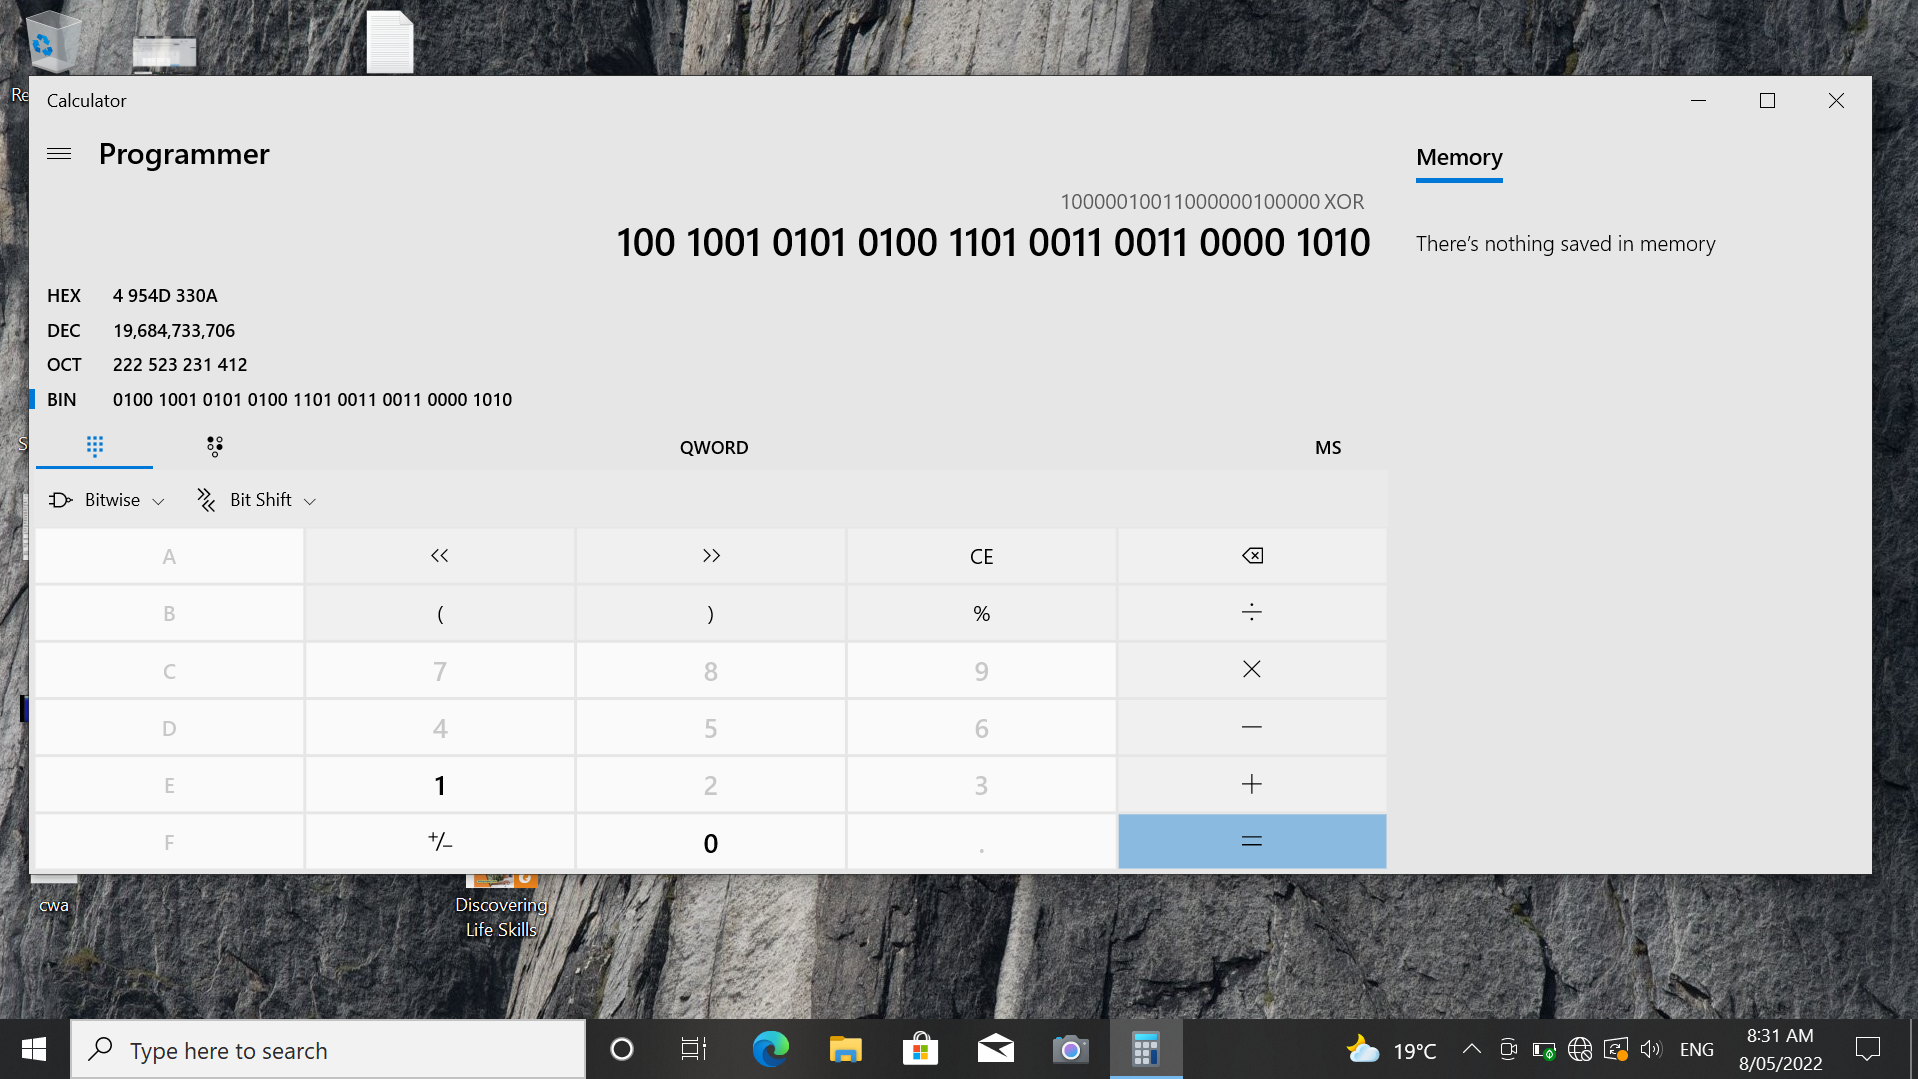 Re
Calculator
Programmer
Memory
10000010011000000100000 XOR
100 1001 0101 0100 1101 0011 0011 0000 1010
There's nothing saved in memory
HEX 4 954D 330A
DEC 19,684,733,706
OCT 222 523 231 412
BIN 0100 1001 0101 0100 1101 0011 0011 0000 1010
S
QWORD MS
Bitwise Bit Shift
A << >> CE
B ( ) % ÷
C 7 8 9 ×
D 4 5 6 −
E 1 2 3 +
F +/− 0 . =
cwa
Discovering
Life Skills
Type here to search
19°C
ENG
8:31 AM
8/05/2022